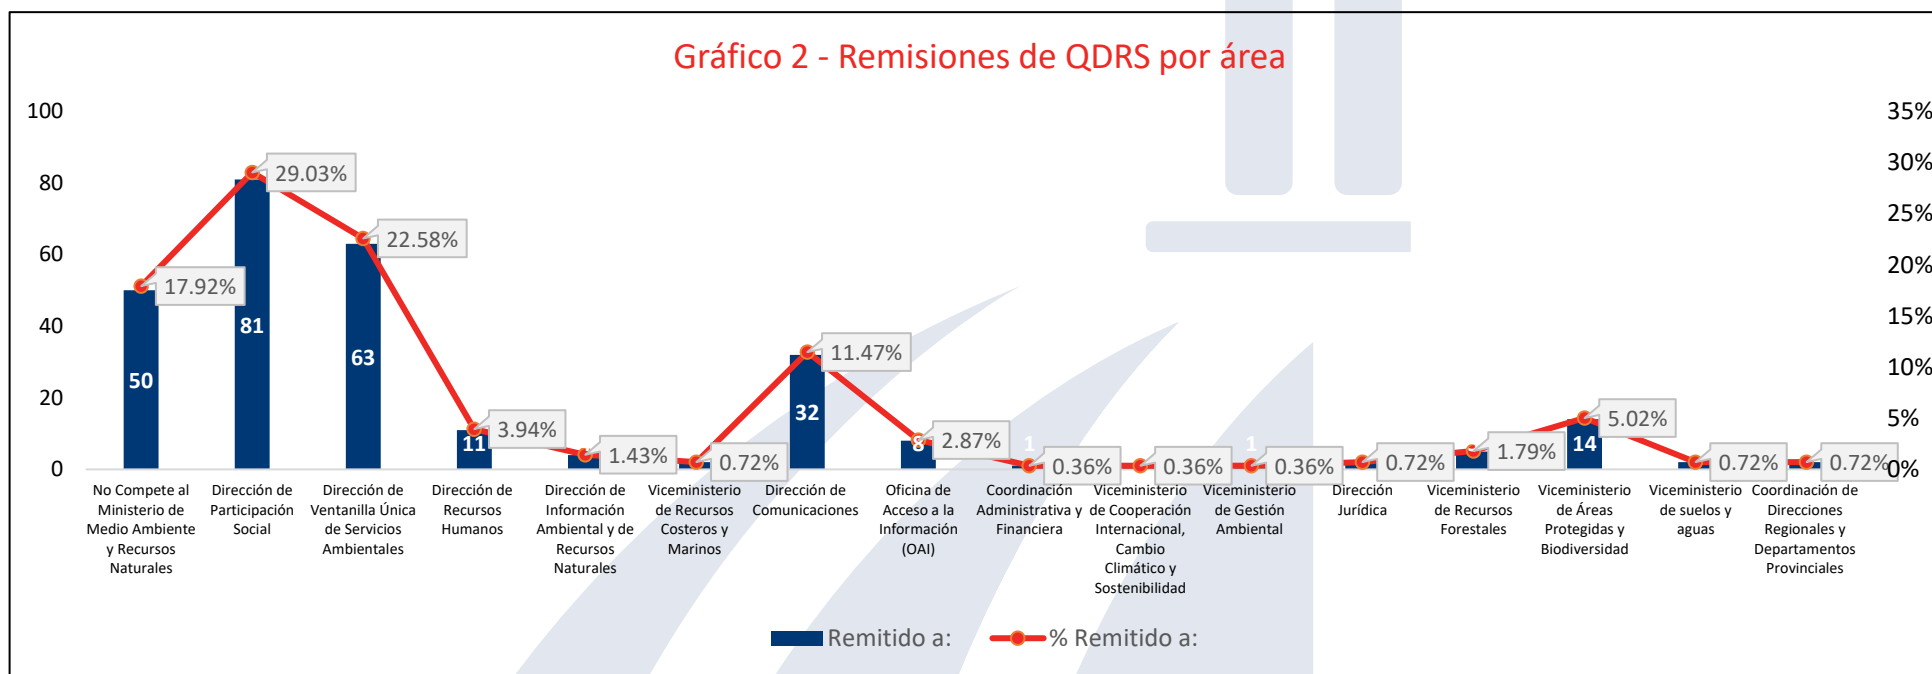 Gráfico 2 - Remisiones de QDRS por área
100
80
60
40
20
0
35%
30%
25%
20%
15%
10%
5%
0%
17.92%
29.03%
22.58%
3.94%
1.43%
0.72%
11.47%
2.87%
0.36%
0.36%
0.36%
0.72%
1.79%
5.02%
0.72%
0.72%
50
81
63
11
32
8
1
1
14
No Compete al
Ministerio de
Medio Ambiente
y Recursos
Naturales
Dirección de
Participación
Social
Dirección de
Ventanilla Única
de Servicios
Ambientales
Dirección de
Recursos
Humanos
Dirección de
Información
Ambiental y de
Recursos
Naturales
Viceministerio
de Recursos
Costeros y
Marinos
Dirección de
Comunicaciones
Oficina de
Acceso a la
Información
(OAI)
Coordinación
Administrativa y
Financiera
Viceministerio
de Cooperación
Internacional,
Cambio
Climático y
Sostenibilidad
Viceministerio
de Gestión
Ambiental
Dirección
Jurídica
Viceministerio
de Recursos
Forestales
Viceministerio
de Áreas
Protegidas y
Biodiversidad
Viceministerio
de suelos y
aguas
Coordinación de
Direcciones
Regionales y
Departamentos
Provinciales
Remitido a:
% Remitido a: